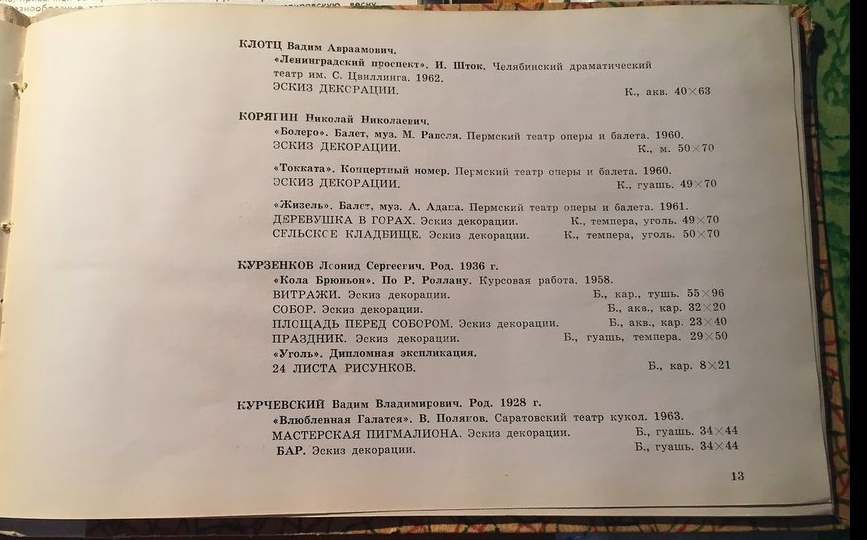 КЛОТЦ Вадим Авраамович.
«Ленинградский проспект». И. Шток. Челябинский драматический
театр им. С. Цвиллинга. 1962.
ЭСКИЗ ДЕКОРАЦИИ. К., акв. 40×63
КОРЯГИН Николай Николаевич.
«Болеро». Балет, муз. М. Равеля. Пермский театр оперы и балета. 1960.
ЭСКИЗ ДЕКОРАЦИИ. К., м. 50×70
«Токката». Концертный номер. Пермский театр оперы и балета. 1960.
ЭСКИЗ ДЕКОРАЦИИ. К., гуашь. 49×70
«Жизель». Балет, муз. А. Адана. Пермский театр оперы и балета. 1961.
ДЕРЕВУШКА В ГОРАХ. Эскиз декорации. К., темпера, уголь. 49×70
СЕЛЬСКОЕ КЛАДБИЩЕ. Эскиз декорации. К., темпера, уголь. 50×70
КУРЗЕНКОВ Леонид Сергеевич. Род. 1936 г.
«Кола Брюньон». По Р. Роллану. Курсовая работа. 1958.
ВИТРАЖИ. Эскиз декорации. Б., кар., тушь. 55×96
СОБОР. Эскиз декорации. Б., акв., кар. 32×20
ПЛОЩАДЬ ПЕРЕД СОБОРОМ. Эскиз декорации. Б., акв., кар. 23×40
ПРАЗДНИК. Эскиз декорации. Б., гуашь, темпера. 29×50
«Уголь». Дипломная экспликация.
24 ЛИСТА РИСУНКОВ. Б., кар. 8×21
КУРЧЕВСКИЙ Вадим Владимирович. Род. 1928 г.
«Влюбленная Галатея». В. Поляков. Саратовский театр кукол. 1963.
МАСТЕРСКАЯ ПИГМАЛИОНА. Эскиз декорации. Б., гуашь. 34×44
БАР. Эскиз декорации. Б., гуашь. 34×44
13